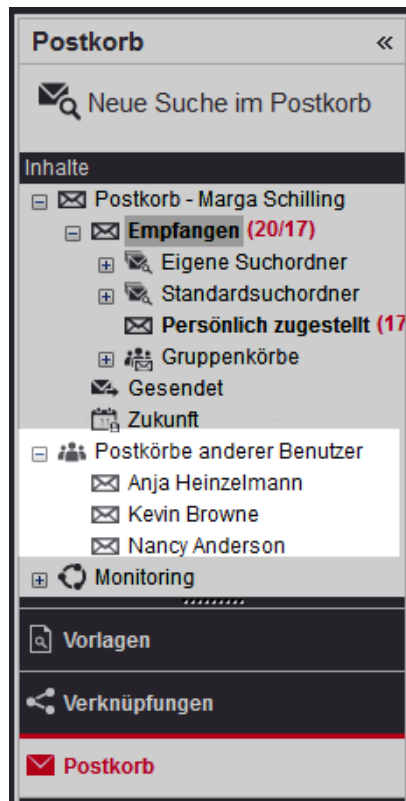 Postkorb «
Neue Suche im Postkorb
Inhalte
Postkorb - Marga Schilling
Empfangen (20/17)
Eigene Suchordner
Standardsuchordner
Persönlich zugestellt (17
Gruppenkörbe
Gesendet
Zukunft
Postkörbe anderer Benutzer
Anja Heinzelmann
Kevin Browne
Nancy Anderson
Monitoring
Vorlagen
Verknüpfungen
Postkorb